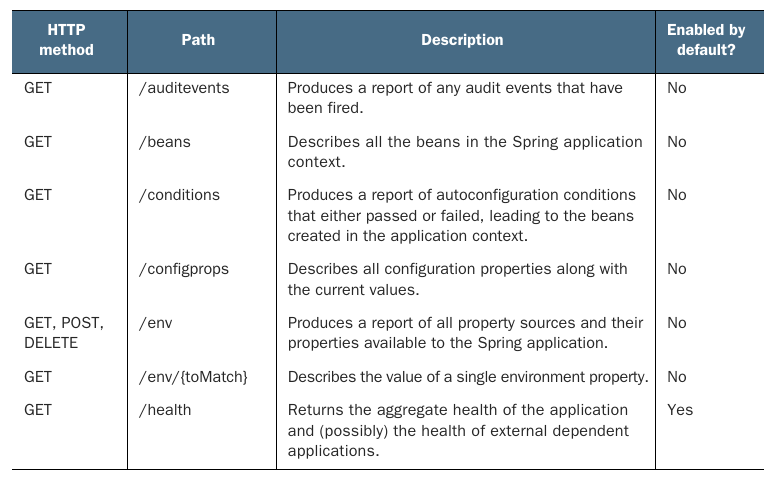 HTTP method Path Description Enabled by default?
GET /auditevents Produces a report of any audit events that have No
been fired.
GET /beans Describes all the beans in the Spring application No
context.
GET /conditions Produces a report of autoconfiguration conditions No
that either passed or failed, leading to the beans
created in the application context.
GET /configprops Describes all configuration properties along with No
the current values.
GET, POST, /env Produces a report of all property sources and their No
DELETE properties available to the Spring application.
GET /env/{toMatch} Describes the value of a single environment property. No
GET /health Returns the aggregate health of the application Yes
and (possibly) the health of external dependent
applications.